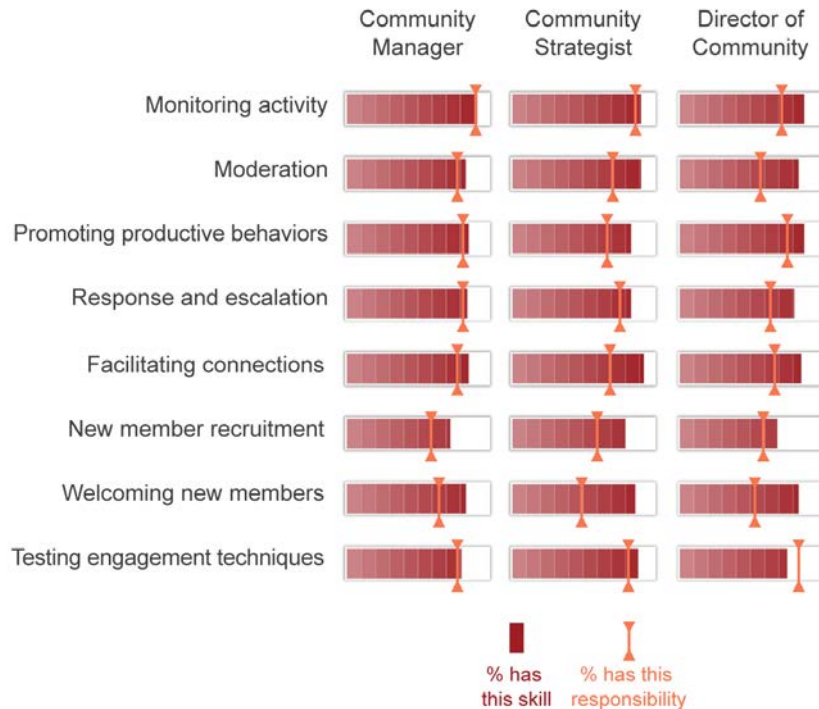 Community
Manager
Community
Strategist
Director of
Community
Monitoring activity
Moderation
Promoting productive behaviors
Response and escalation
Facilitating connections
New member recruitment
Welcoming new members
Testing engagement techniques
% has
this skill
% has this
responsibility